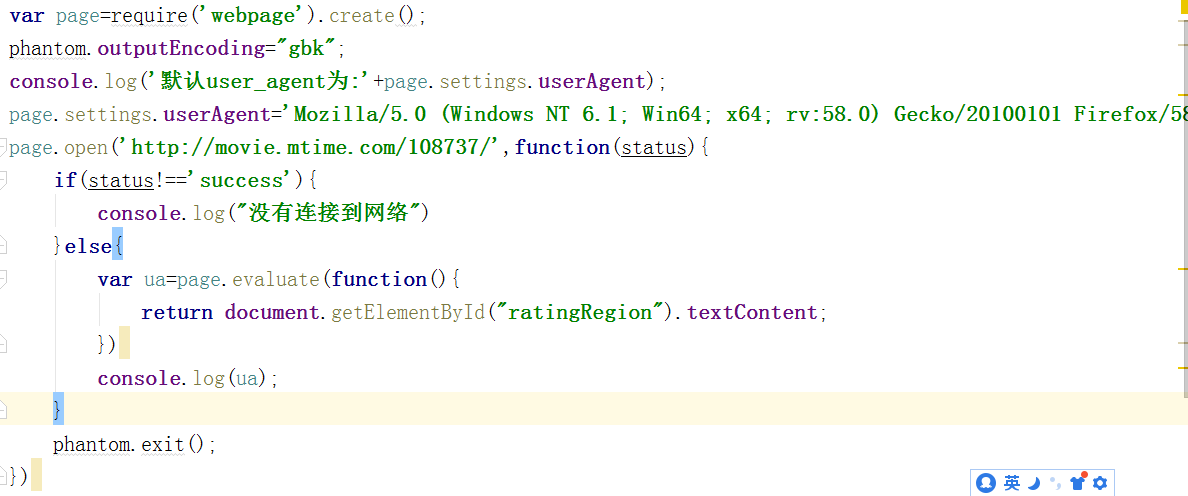 var page=require('webpage').create();
phantom.outputEncoding="gbk";
console.log('默认user_agent为:'+page.settings.userAgent);
page.settings.userAgent='Mozilla/5.0 (Windows NT 6.1; Win64; x64; rv:58.0) Gecko/20100101 Firefox/58
page.open('http://movie.mtime.com/108737/',function(status){
if(status!=='success'){
console.log("没有连接到网络")
}else{
var ua=page.evaluate(function(){
return document.getElementById("ratingRegion").textContent;
})
console.log(ua);
}
phantom.exit();
})
英